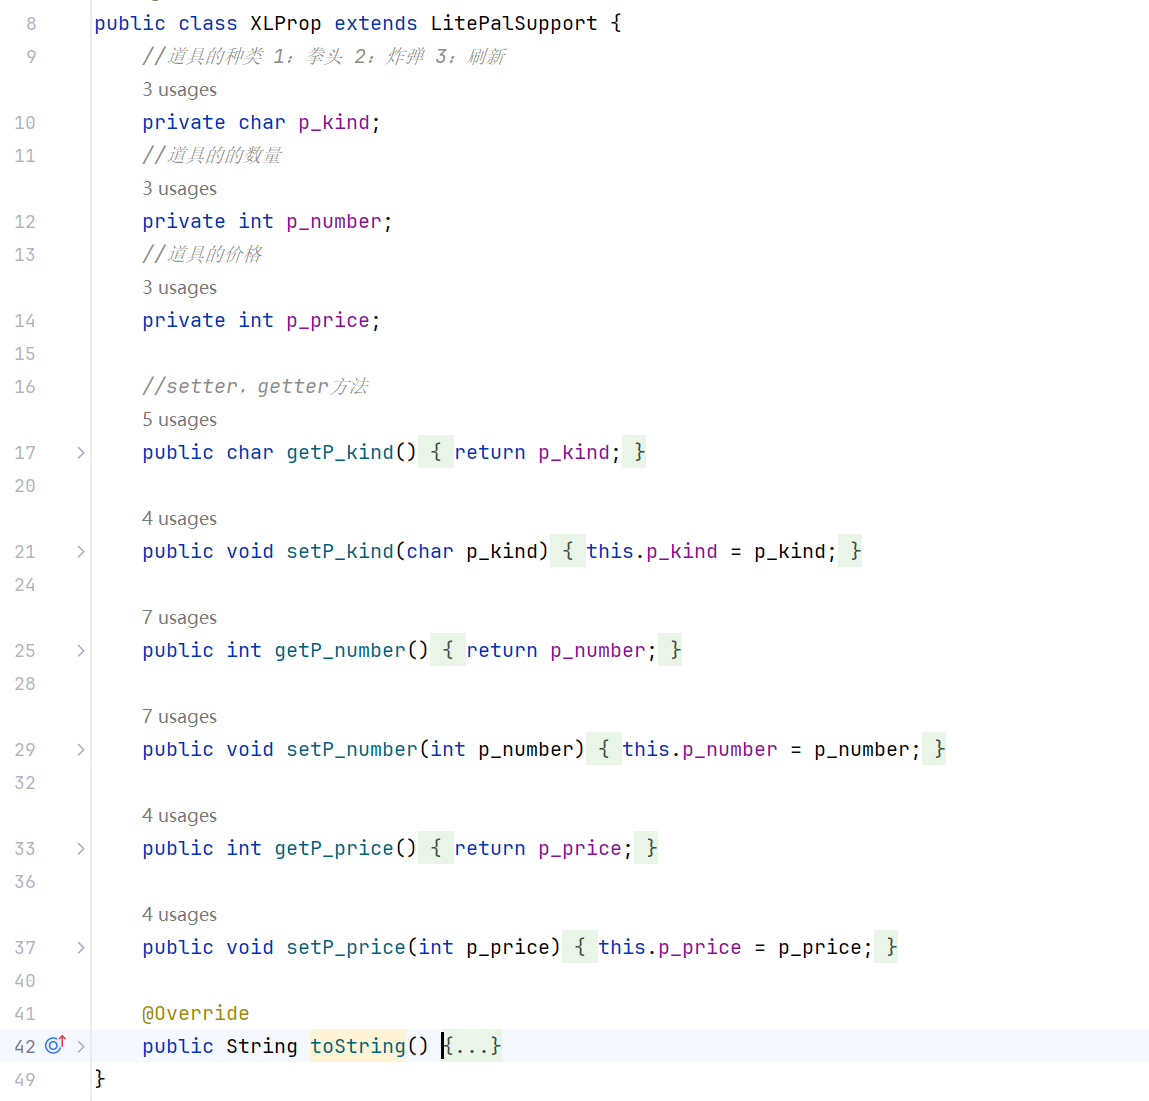 8 public class XLProp extends LitePalSupport {
9 //道具的种类 1：拳头 2：炸弹 3：刷新
3 usages
10 private char p_kind;
11 //道具的的数量
3 usages
12 private int p_number;
13 //道具的价格
3 usages
14 private int p_price;
15
16 //setter，getter方法
5 usages
17 public char getP_kind() { return p_kind; }
20
4 usages
21 public void setP_kind(char p_kind) { this.p_kind = p_kind; }
24
7 usages
25 public int getP_number() { return p_number; }
28
7 usages
29 public void setP_number(int p_number) { this.p_number = p_number; }
32
4 usages
33 public int getP_price() { return p_price; }
36
4 usages
37 public void setP_price(int p_price) { this.p_price = p_price; }
40
41 @Override
42 public String toString() {...}
49 }